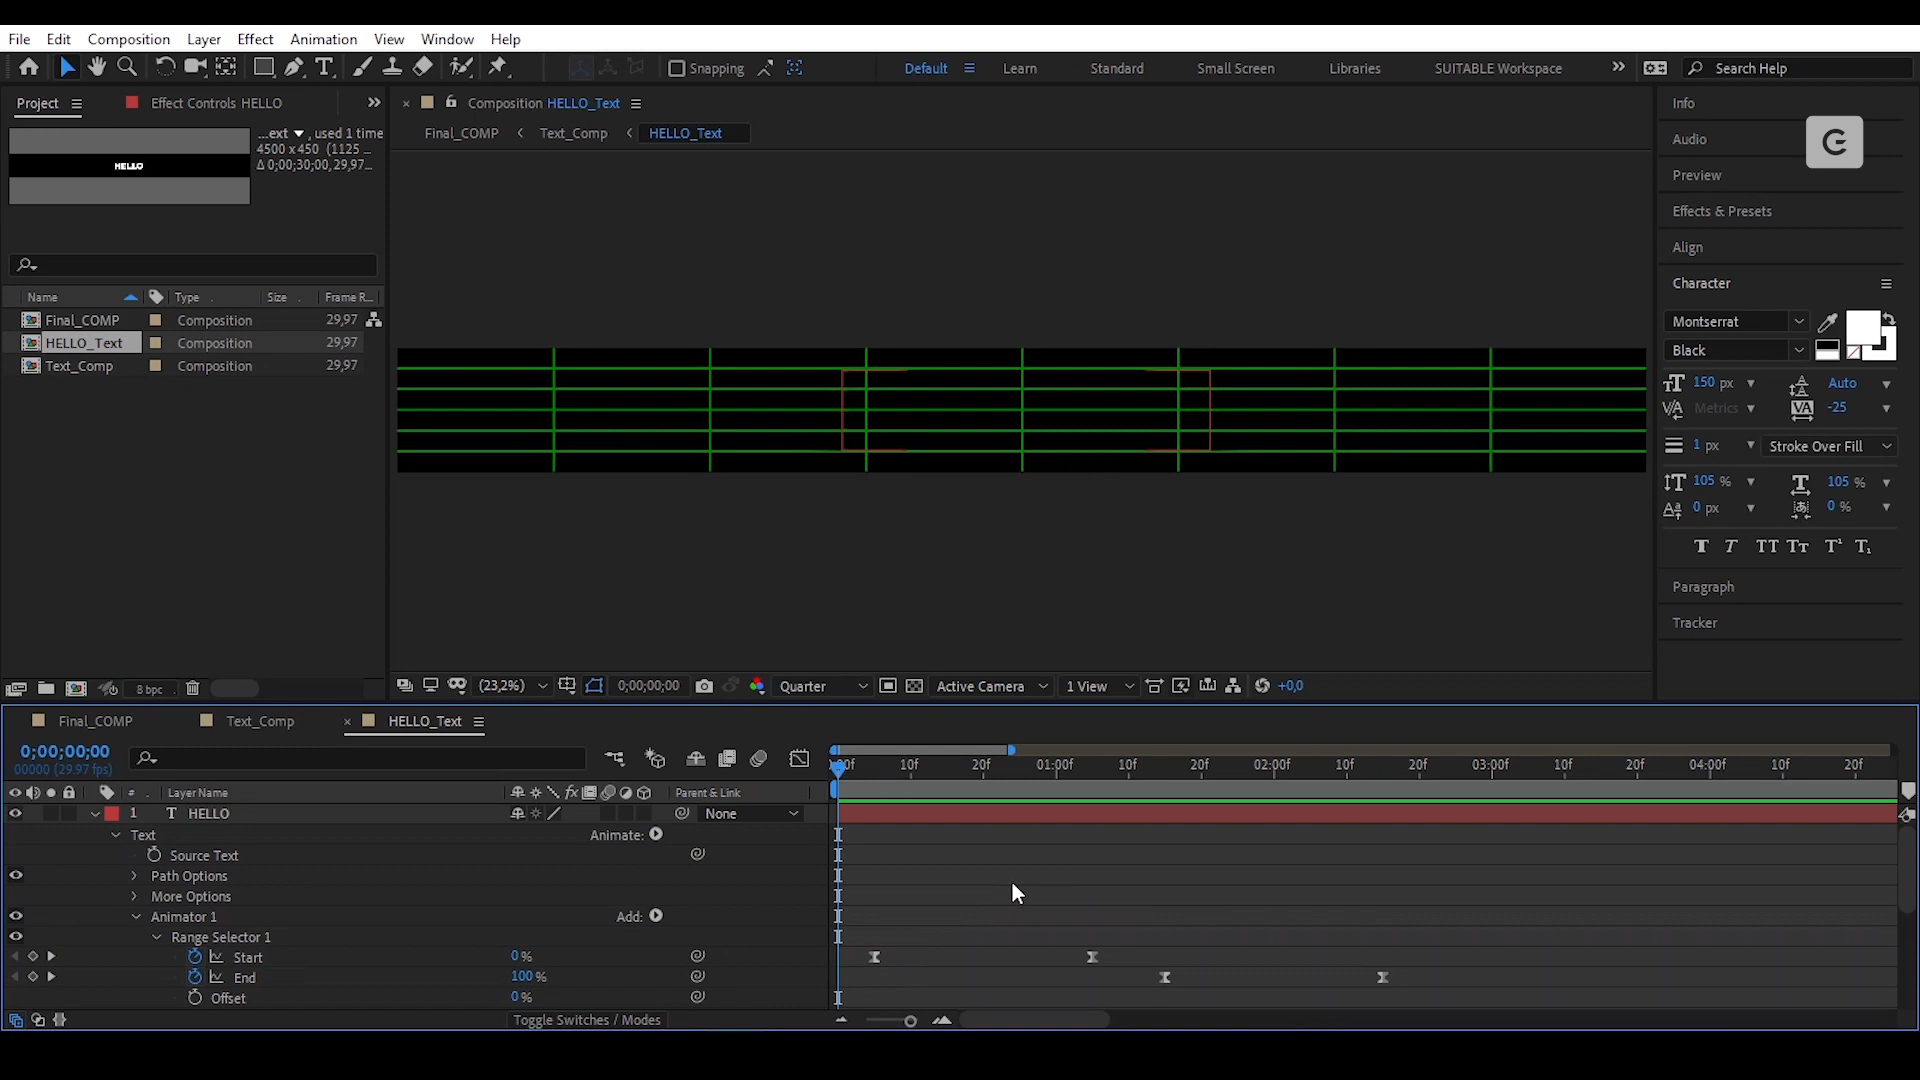 File Edit Composition Layer Effect Animation View Window Help
Snapping Default Learn Standard Small Screen Libraries SUITABLE Workspace Search Help
Project Effect Controls HELLO
...ext , used 1 time
4500 x 450 (1125 ...
Δ 0;00;30;00, 29,97...
HELLO
Name Type Size Frame R...
Final_COMP Composition 29,97
HELLO_Text Composition 29,97
Text_Comp Composition 29,97
8 bpc
Composition HELLO_Text
Final_COMP Text_Comp HELLO_Text
(23,2%) 0;00;00;00 Quarter Active Camera 1 View +0,0
Info
Audio
G
Preview
Effects & Presets
Align
Character
Montserrat
Black
150 px Auto
Metrics -25
1 px Stroke Over Fill
105 % 105 %
0 px 0 %
T T TT Tt T¹ T₁
Paragraph
Tracker
Final_COMP Text_Comp HELLO_Text
0;00;00;00
00000 (29.97 fps)
:00f 10f 20f 01:00f 10f 20f 02:00f 10f 20f 03:00f 10f 20f 04:00f 10f 20f
# . Layer Name fx Parent & Link
1 T HELLO None
Text Animate:
Source Text
Path Options
More Options
Animator 1 Add:
Range Selector 1
Start 0 %
End 100 %
Offset 0 %
Toggle Switches / Modes